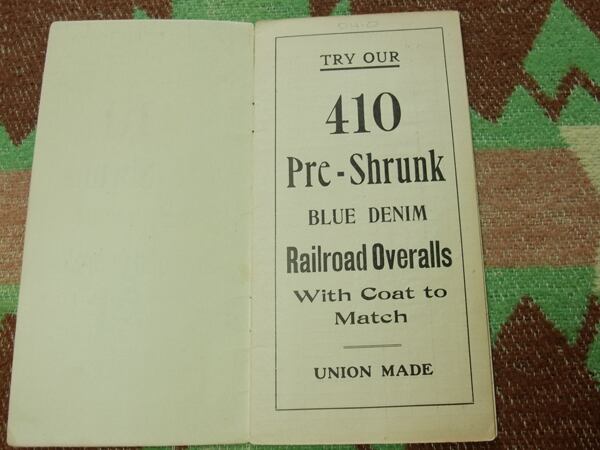 TRY OUR
410
Pre-Shrunk
BLUE DENIM
Railroad Overalls
With Coat to
Match
UNION MADE